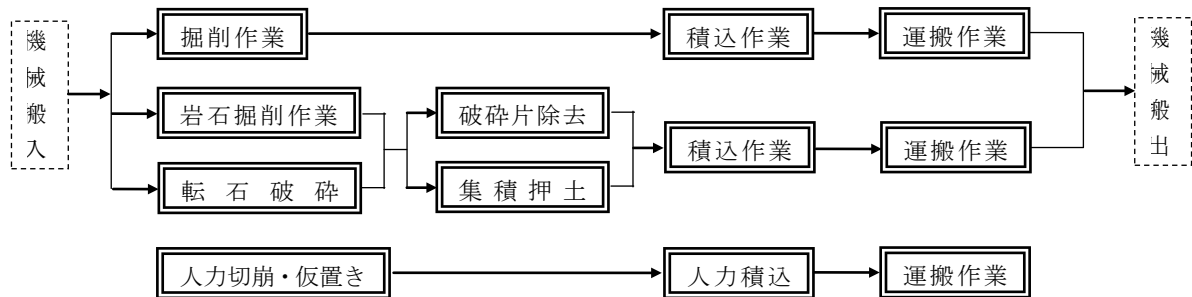 機械搬入
掘削作業
積込作業
運搬作業
機械搬出
岩石掘削作業
破砕片除去
積込作業
運搬作業
転石破砕
集積押土
人力切崩・仮置き
人力積込
運搬作業